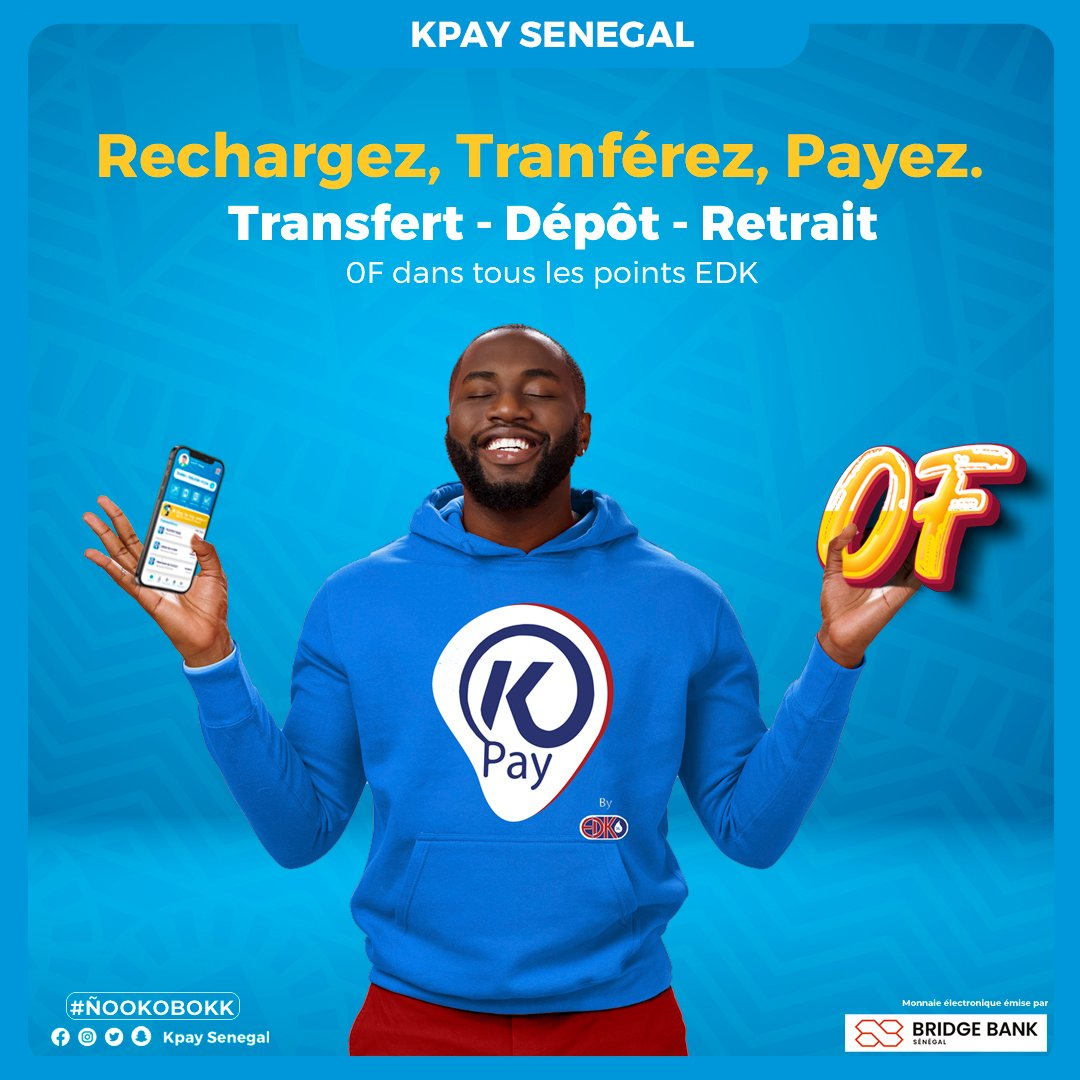 KPAY SENEGAL
Rechargez, Tranférez, Payez.
Transfert - Dépôt - Retrait
0F dans tous les points EDK
0F
K
Pay
By
EDK
#ÑOOKOBOKK
Kpay Senegal
Monnaie électronique émise par
BRIDGE BANK
SÉNÉGAL